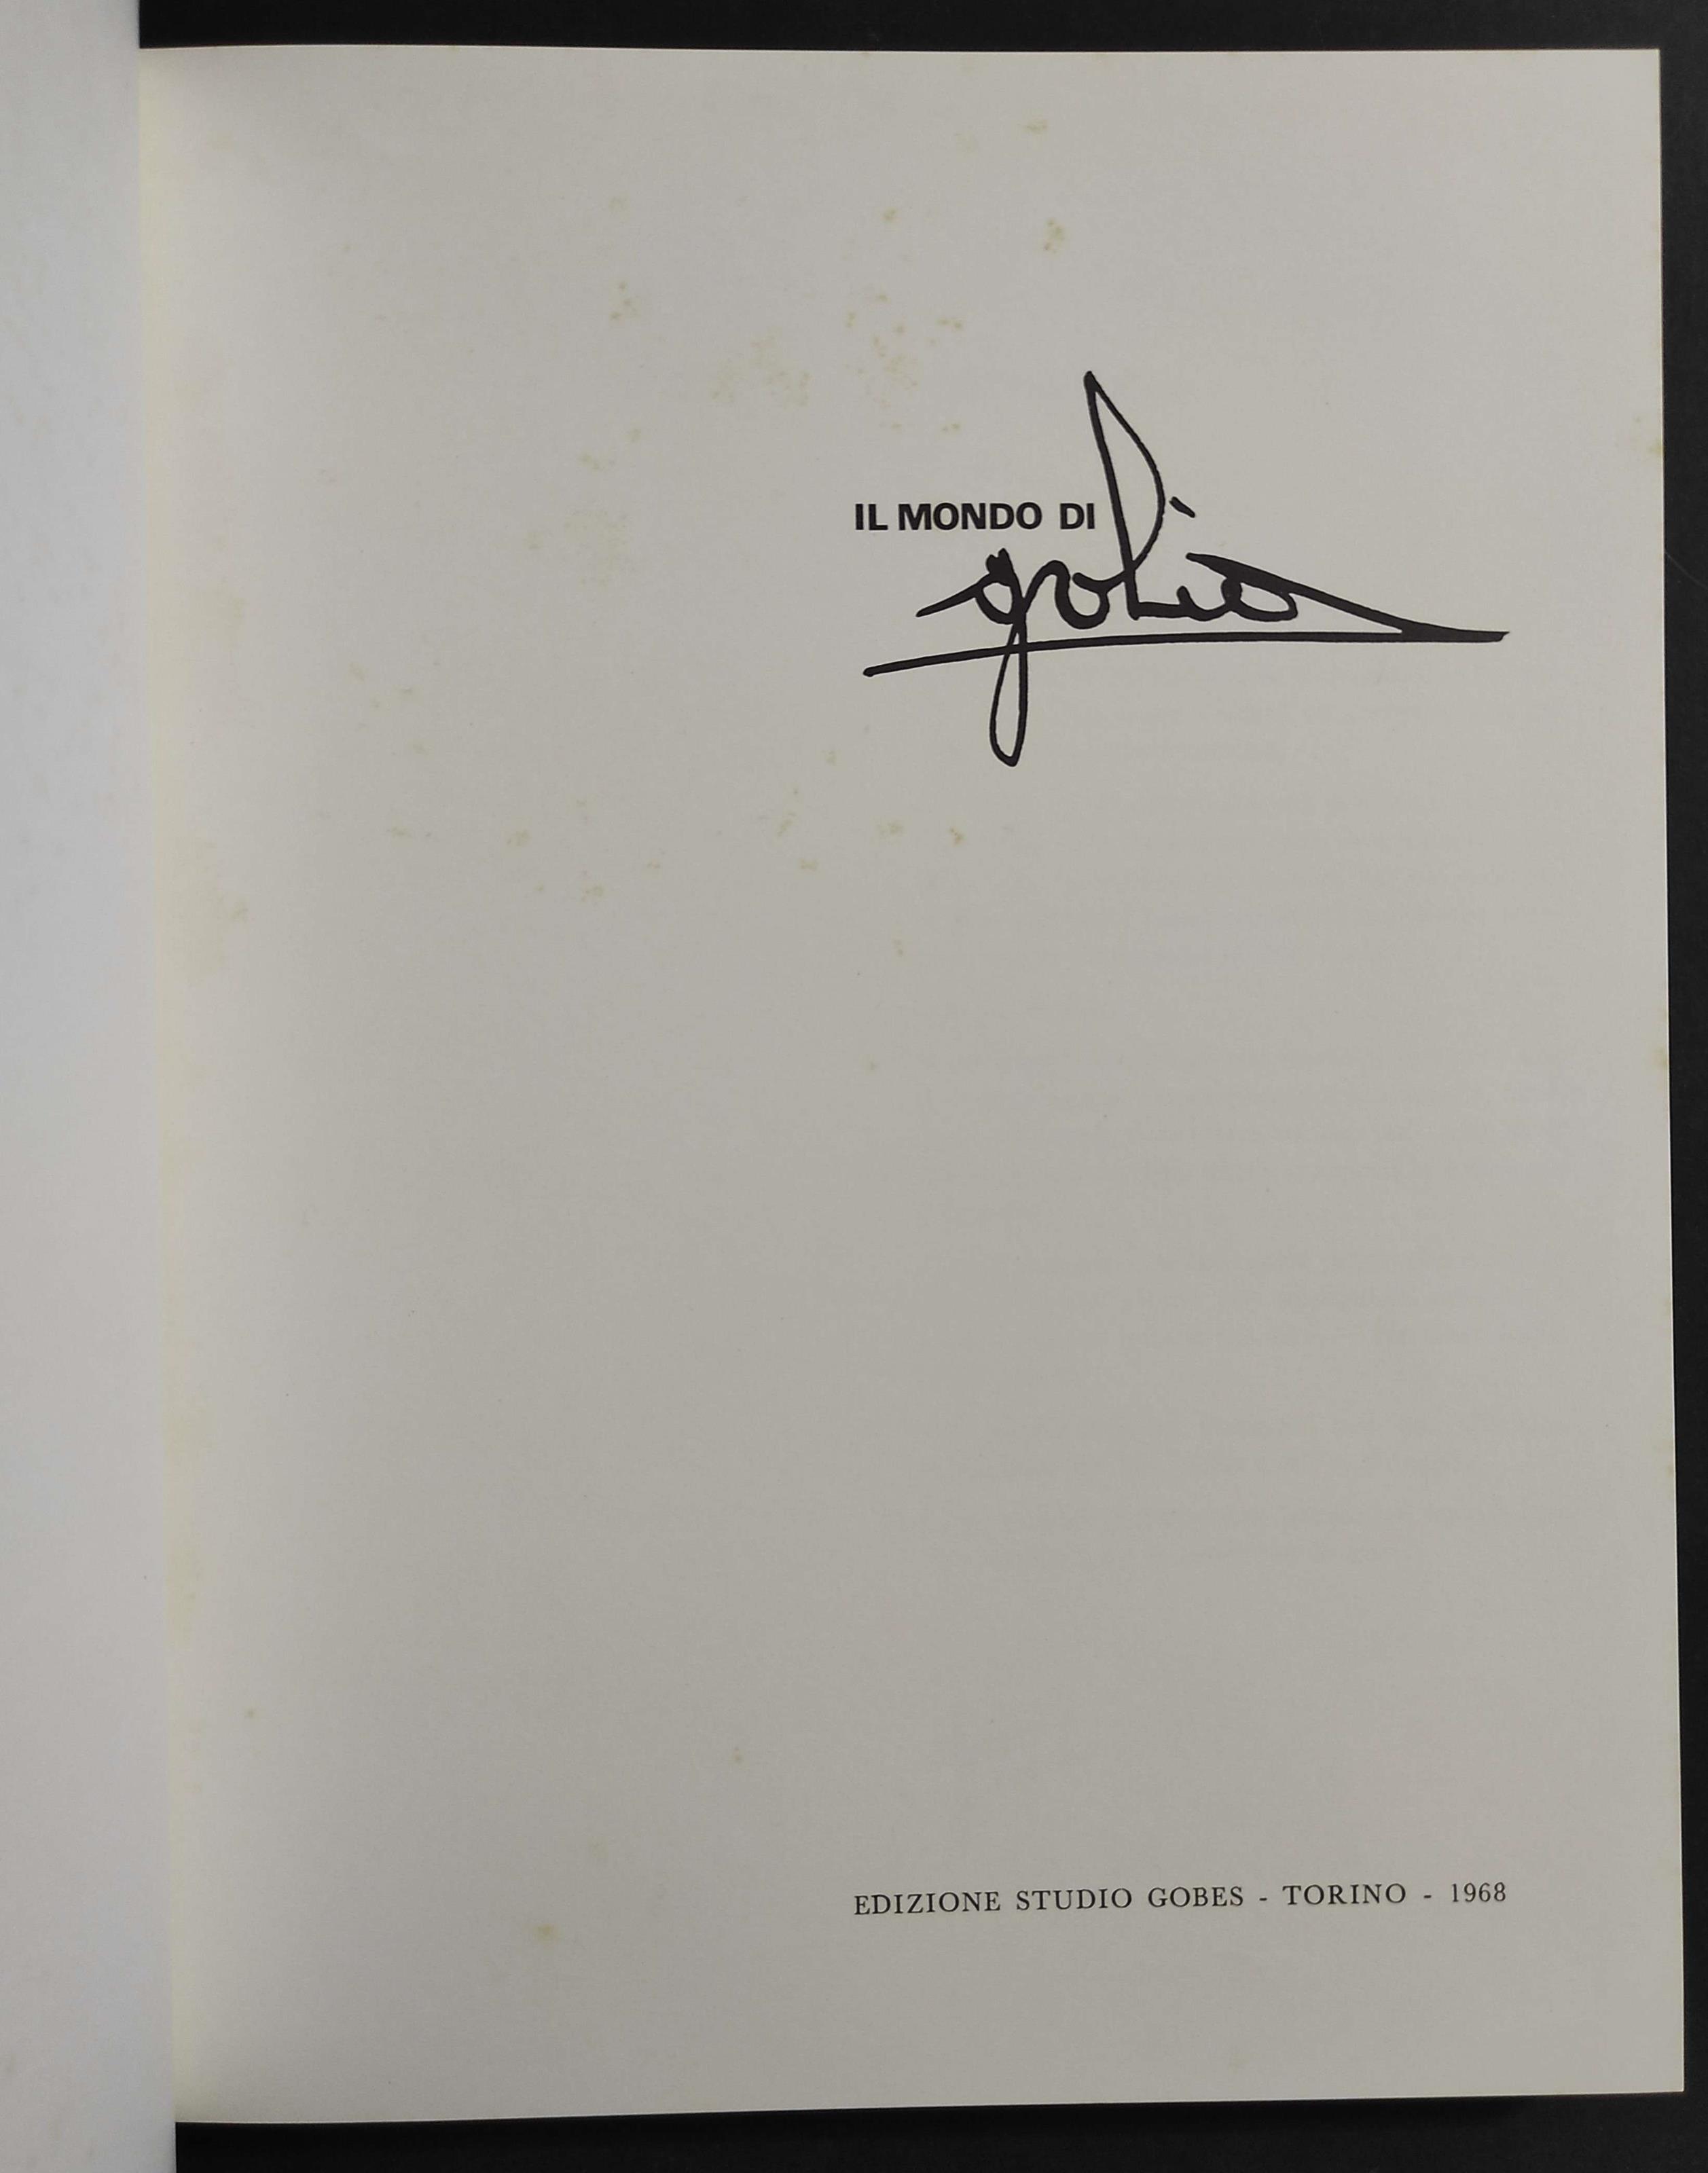 IL MONDO DI
golia
EDIZIONE STUDIO GOBES - TORINO - 1968